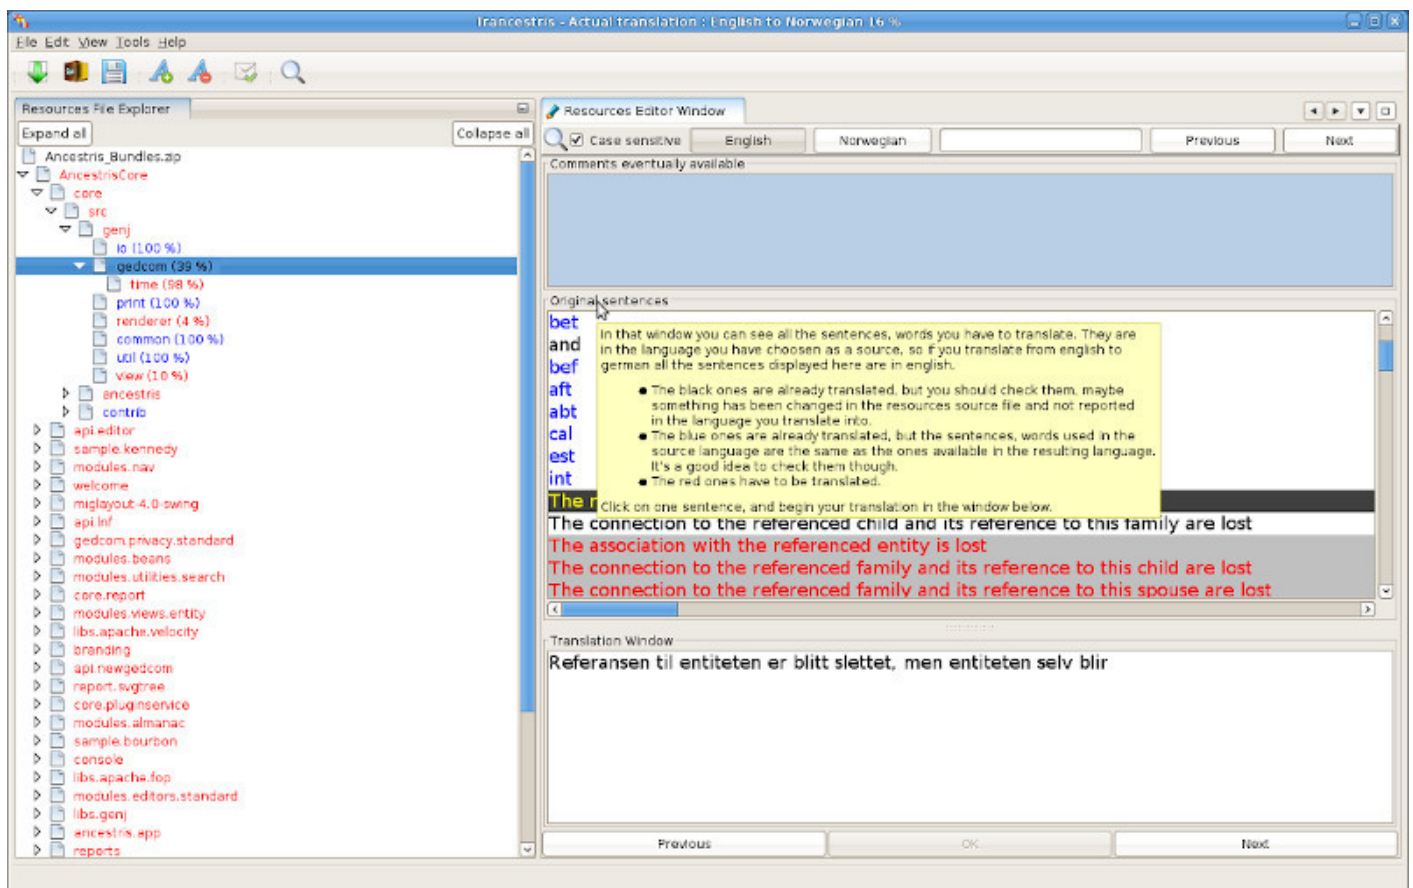 Trancestris - Actual translation : English to Norwegian 16 %
File Edit View Tools Help
Resources File Explorer
Expand all
Collapse all
Ancestris_Bundles.zip
AncestrisCore
core
src
genj
io (100 %)
gedcom (39 %)
time (98 %)
print (100 %)
renderer (4 %)
common (100 %)
util (100 %)
view (10 %)
ancestris
contrib
api.editor
sample.kennedy
modules.nav
welcome
miglayout-4.0-swing
api.lnf
gedcom.privacy.standard
modules.beans
modules.utilities.search
core.report
modules.views.entity
libs.apache.velocity
branding
api.newgedcom
report.svgtree
core.pluginservice
modules.almanac
sample.bourbon
console
libs.apache.fop
modules.editors.standard
libs.genj
ancestris.app
reports
Resources Editor Window
Case sensitive
English
Norwegian
Previous
Next
Comments eventually available
Original sentences
bet
and
bef
aft
abt
cal
est
int
The
In that window you can see all the sentences, words you have to translate. They are
in the language you have choosen as a source, so if you translate from english to
german all the sentences displayed here are in english.
● The black ones are already translated, but you should check them, maybe
something has been changed in the resources source file and not reported
in the language you translate into.
● The blue ones are already translated, but the sentences, words used in the
source language are the same as the ones available in the resulting language.
It's a good idea to check them though.
● The red ones have to be translated.
Click on one sentence, and begin your translation in the window below.
The connection to the referenced child and its reference to this family are lost
The association with the referenced entity is lost
The connection to the referenced family and its reference to this child are lost
The connection to the referenced family and its reference to this spouse are lost
Translation Window
Referansen til entiteten er blitt slettet, men entiteten selv blir
Previous
OK
Next